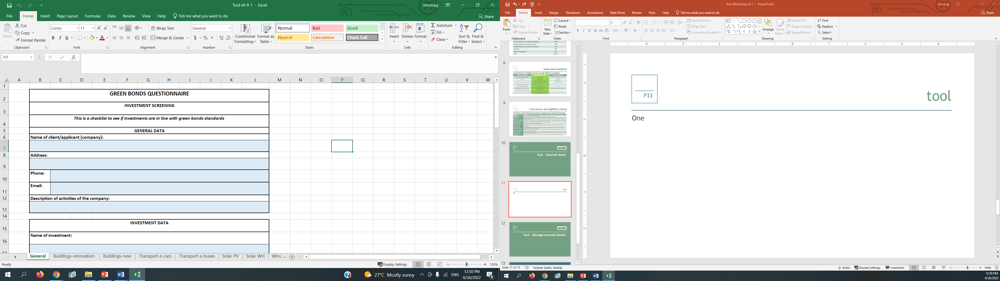 Tool v0-9-1 - Excel
miodrag
File Home Insert Page Layout Formulas Data Review View Help Tell me what you want to do
Share
Paste
Cut
Copy
Format Painter
Clipboard
Calibri 11
B I U
Font
Wrap Text
Merge & Center
Alignment
General
$ % ,
Number
Conditional Formatting
Format as Table
Normal Bad Good
Neutral Calculation Check Cell
Styles
Insert Delete Format
Cells
AutoSum
Fill
Clear
Sort & Filter
Find & Select
Editing
P7
fx
A B C D E F G H I J K L M N O P Q R S T U V W
1
2 GREEN BONDS QUESTIONNAIRE
3 INVESTMENT SCREENING
4 This is a checklist to see if investments are in line with green bonds standards
5 GENERAL DATA
6 Name of client/applicant (company):
7
8 Address:
9
10 Phone:
11 Email:
12 Description of activities of the company:
13
14
15 INVESTMENT DATA
16 Name of investment:
17
General Buildings-renovation Buildings-new Transport e-cars Transport e-buses Solar PV Solar WH Winc ...
Ready
Display Settings
100%
27°C Mostly sunny
ENG
12:50 PM
6/26/2022
4
Tool Workshop v0-1 - PowerPoint
miodrag
File Home Insert Design Transitions Animations Slide Show Review View Help Tell me what you want to do
Share
Paste
Cut
Copy
Format Painter
Clipboard
New Slide
Layout
Reset
Section
Slides
9+
B I U S abc AV Aa A
Font
Text Direction
Align Text
Convert to SmartArt
Paragraph
Arrange
Quick Styles
Shape Fill
Shape Outline
Shape Effects
Drawing
Find
Replace
Select
Editing
8
Green bond standards
Comparing list of eligible sectors through different standards
9
ICMA sectors and eligibility criteria
The Bank's Green Bond Framework is aligned with ICMA GB Principles
10
DAI
Tool - General sheet
11
tool
One
12
DAI
Tool - through sectoral sheets
13
P11
tool
One
Slide 11 of 13
Serbian (Latin, Serbia)
Notes
Display Settings
Comments
146%
12:50 PM
6/26/2022